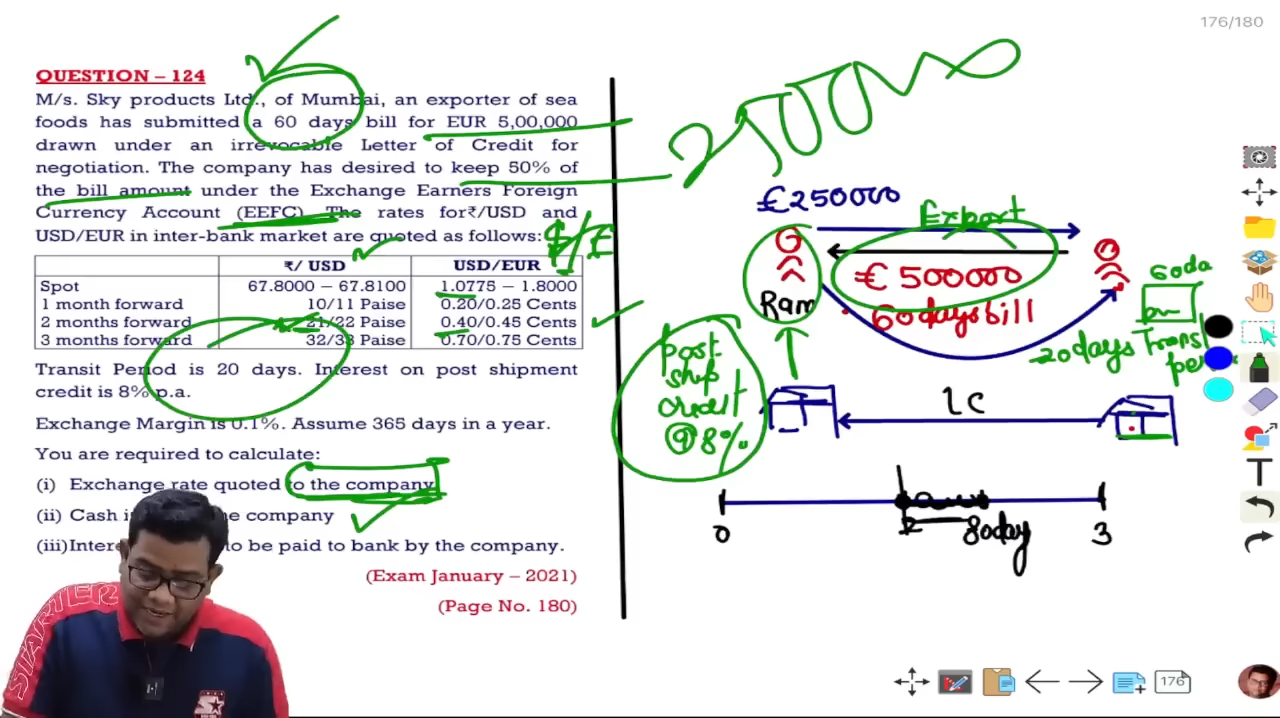 176/180
QUESTION – 124
M/s. Sky products Ltd., of Mumbai, an exporter of sea
foods has submitted a 60 days bill for EUR 5,00,000
drawn under an irrevocable Letter of Credit for
negotiation. The company has desired to keep 50% of
the bill amount under the Exchange Earners Foreign
Currency Account (EEFC). The rates for₹/USD and
USD/EUR in inter-bank market are quoted as follows:
$/€
₹/ USD USD/EUR
Spot 67.8000 – 67.8100 1.0775 – 1.8000
1 month forward 10/11 Paise 0.20/0.25 Cents
2 months forward 21/22 Paise 0.40/0.45 Cents
3 months forward 32/33 Paise 0.70/0.75 Cents
Transit Period is 20 days. Interest on post shipment
credit is 8% p.a.
Exchange Margin is 0.1%. Assume 365 days in a year.
You are required to calculate:
(i) Exchange rate quoted to the company
(ii) Cash company
(iii) to be paid to bank by the company.
(Exam January – 2021)
(Page No. 180)
€250000
Export
€500000
60 days bill
Ram
60da
20days Trans
per
post
ship
credit
@8%
LC
0 2 80day 3
STARTER
176